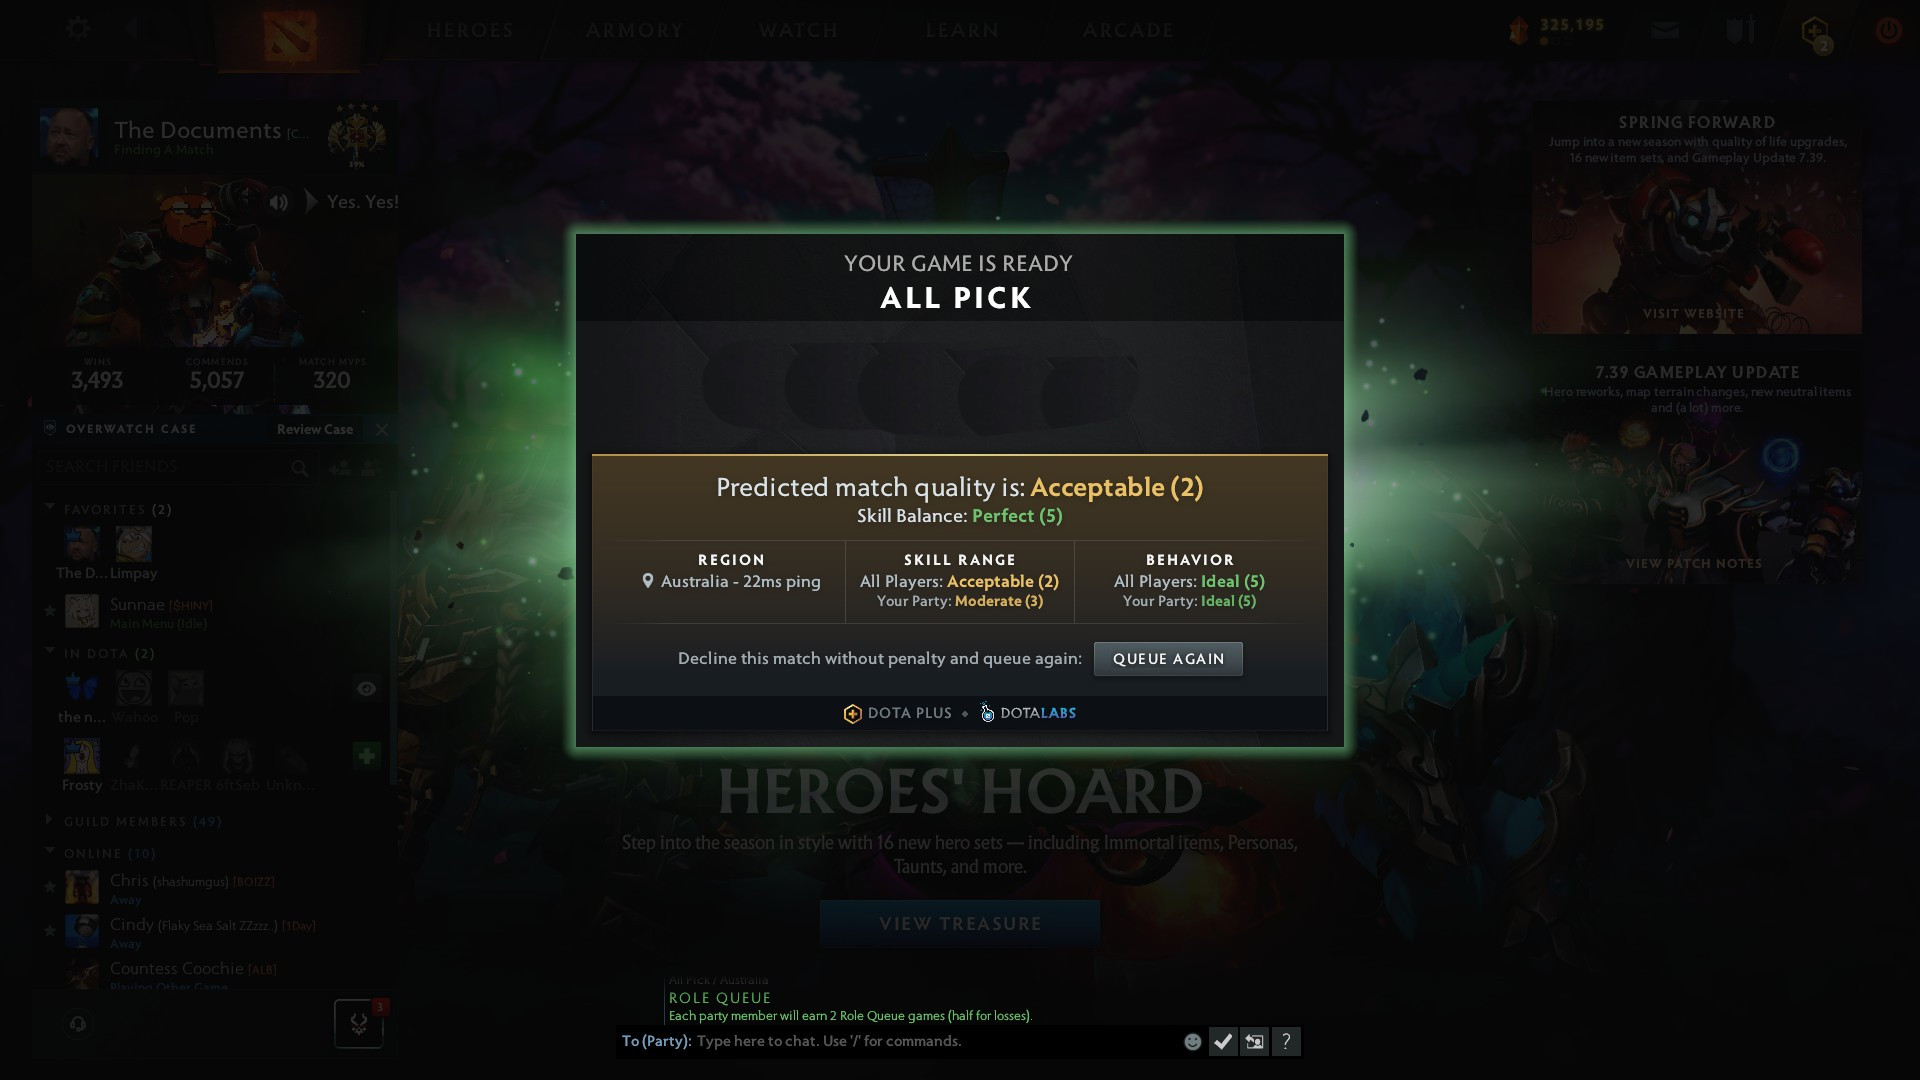 HEROES
ARMORY
WATCH
LEARN
ARCADE
325,195
2
The Documents [C...
Finding A Match
19%
Yes. Yes!
WINS
COMMENDS
MATCH MVPS
3,493
5,057
320
OVERWATCH CASE
Review Case
SEARCH FRIENDS
FAVORITES (2)
The D...
Limpay
Sunnae [$HINY]
Main Menu (Idle)
IN DOTA (2)
the n...
Wahoo
Pop
Frosty
ZhaK...
REAPER
6ftSeb
Unkn...
GUILD MEMBERS (49)
ONLINE (10)
Chris (shashumgus) [BOIZZ]
Away
Cindy (Flaky Sea Salt ZZzzz..) [1Day]
Away
Countess Coochie [ALB]
Playing Other Game
3
YOUR GAME IS READY
ALL PICK
Predicted match quality is: Acceptable (2)
Skill Balance: Perfect (5)
REGION
Australia - 22ms ping
SKILL RANGE
All Players: Acceptable (2)
Your Party: Moderate (3)
BEHAVIOR
All Players: Ideal (5)
Your Party: Ideal (5)
Decline this match without penalty and queue again:
QUEUE AGAIN
DOTA PLUS
DOTALABS
HEROES' HOARD
Step into the season in style with 16 new hero sets — including Immortal items, Personas,
Taunts, and more.
VIEW TREASURE
All Pick / Australia
ROLE QUEUE
Each party member will earn 2 Role Queue games (half for losses).
To (Party): Type here to chat. Use '/' for commands.
?
SPRING FORWARD
Jump into a new season with quality of life upgrades,
16 new item sets, and Gameplay Update 7.39.
VISIT WEBSITE
7.39 GAMEPLAY UPDATE
Hero reworks, map terrain changes, new neutral items
and (a lot) more.
VIEW PATCH NOTES